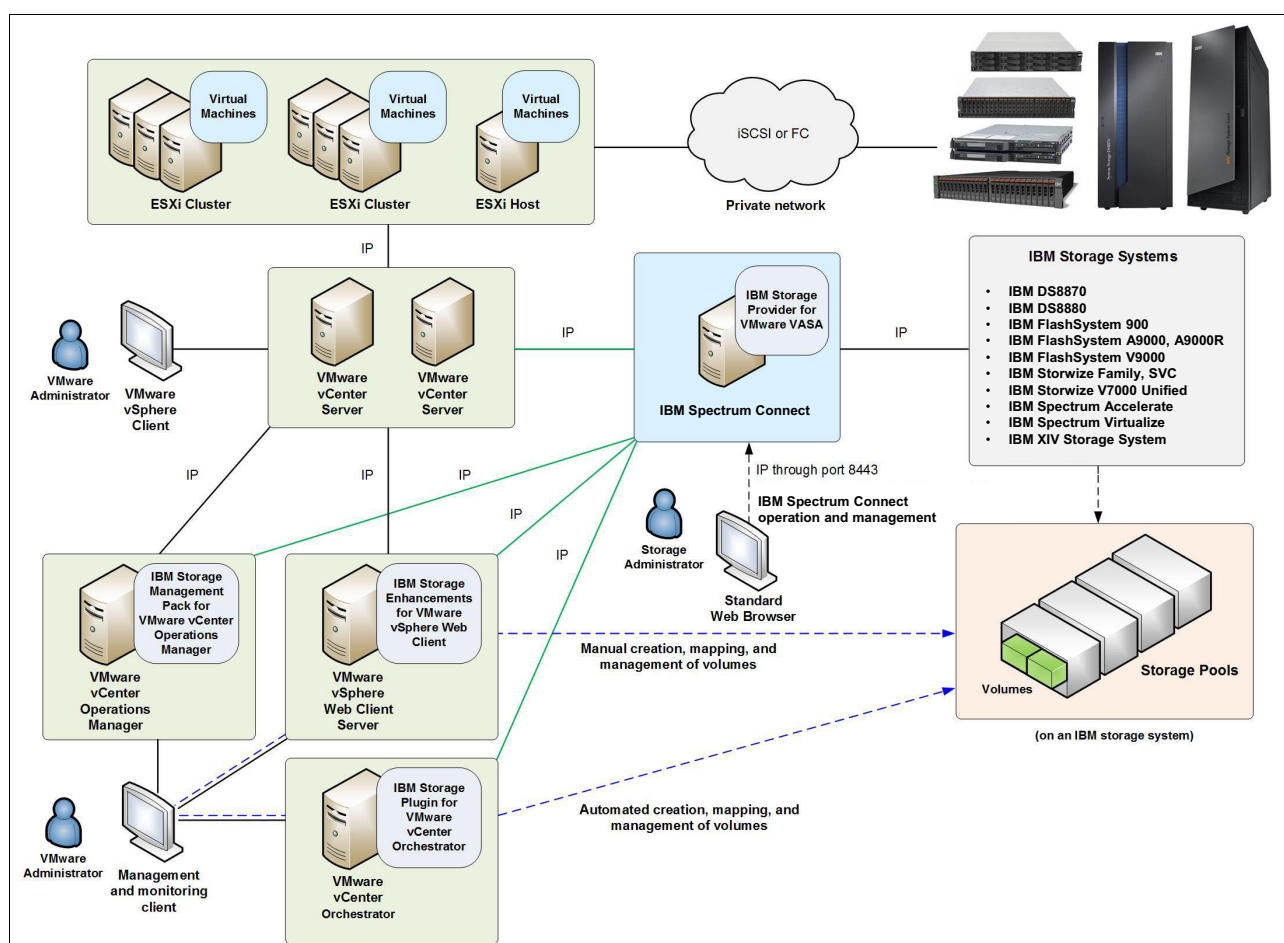 Virtual
Machines
Virtual
Machines
Virtual
Machines
ESXi Cluster
ESXi Cluster
ESXi Host
iSCSI or FC
Private network
IP
VMware
Administrator
VMware
vSphere
Client
VMware
vCenter
Server
VMware
vCenter
Server
IP
IBM Storage
Provider for
VMware VASA
IBM Spectrum Connect
IP
IBM Storage Systems
• IBM DS8870
• IBM DS8880
• IBM FlashSystem 900
• IBM FlashSystem A9000, A9000R
• IBM FlashSystem V9000
• IBM Storwize Family, SVC
• IBM Storwize V7000 Unified
• IBM Spectrum Accelerate
• IBM Spectrum Virtualize
• IBM XIV Storage System
IP
IP
IP
IP
IP
IP through port 8443
IBM Spectrum Connect
operation and management
Storage
Administrator
Standard
Web Browser
IBM Storage
Management
Pack for
VMware vCenter
Operations
Manager
VMware
vCenter
Operations
Manager
IBM Storage
Enhancements
for VMware
vSphere Web
Client
VMware
vSphere
Web Client
Server
Manual creation, mapping, and
management of volumes
Volumes
Storage Pools
(on an IBM storage system)
IBM Storage
Plugin for
VMware
vCenter
Orchestrator
VMware
vCenter
Orchestrator
Automated creation, mapping, and
management of volumes
VMware
Administrator
Management
and monitoring
client